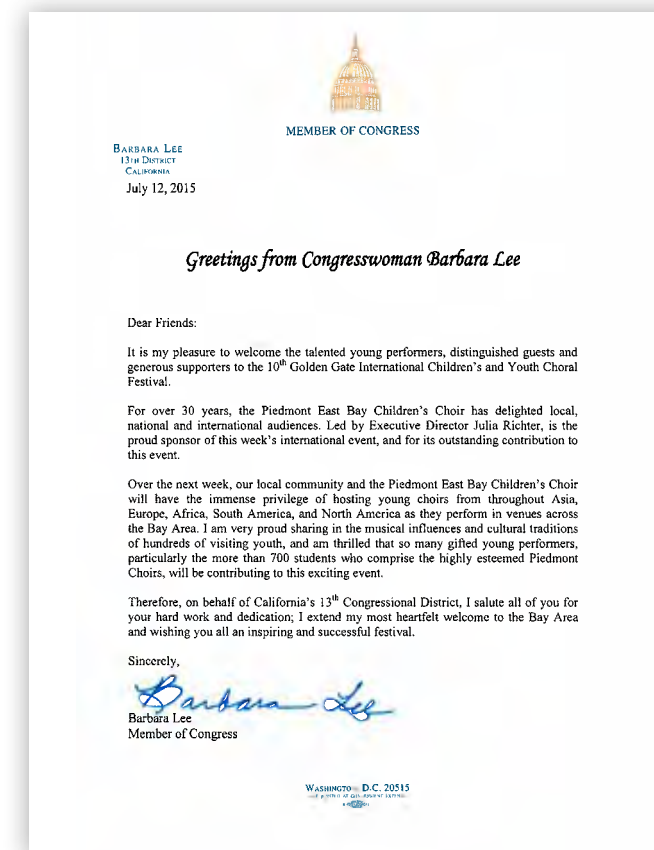 MEMBER OF CONGRESS
BARBARA LEE
13TH DISTRICT
CALIFORNIA
July 12, 2015
Greetings from Congresswoman Barbara Lee
Dear Friends:
It is my pleasure to welcome the talented young performers, distinguished guests and
generous supporters to the 10th Golden Gate International Children's and Youth Choral
Festival.
For over 30 years, the Piedmont East Bay Children's Choir has delighted local,
national and international audiences. Led by Executive Director Julia Richter, is the
proud sponsor of this week's international event, and for its outstanding contribution to
this event.
Over the next week, our local community and the Piedmont East Bay Children's Choir
will have the immense privilege of hosting young choirs from throughout Asia,
Europe, Africa, South America, and North America as they perform in venues across
the Bay Area. I am very proud sharing in the musical influences and cultural traditions
of hundreds of visiting youth, and am thrilled that so many gifted young performers,
particularly the more than 700 students who comprise the highly esteemed Piedmont
Choirs, will be contributing to this exciting event.
Therefore, on behalf of California's 13th Congressional District, I salute all of you for
your hard work and dedication; I extend my most heartfelt welcome to the Bay Area
and wishing you all an inspiring and successful festival.
Sincerely,
Barbara Lee
Barbara Lee
Member of Congress
WASHINGTO D.C. 20515